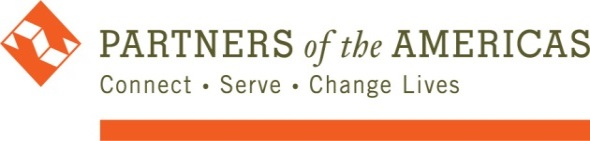 PARTNERS of the AMERICAS
Connect • Serve • Change Lives